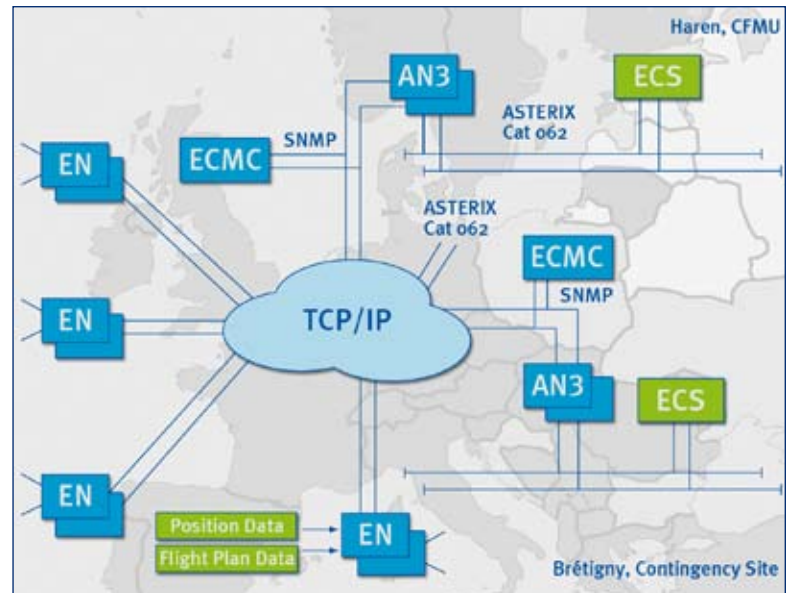 Haren, CFMU
AN3
ECS
SNMP
ASTERIX
Cat 062
EN
ECMC
ASTERIX
Cat 062
ECMC
SNMP
EN
TCP/IP
AN3
ECS
EN
Position Data
Flight Plan Data
EN
Brétigny, Contingency Site